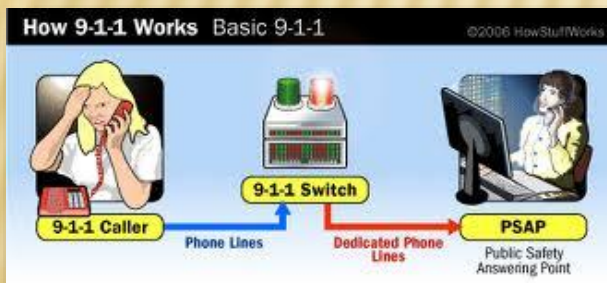 How 9-1-1 Works Basic 9-1-1
©2006 HowStuffWorks
9-1-1 Switch
9-1-1 Caller
PSAP
Phone Lines
Dedicated Phone
Lines
Public Safety
Answering Point